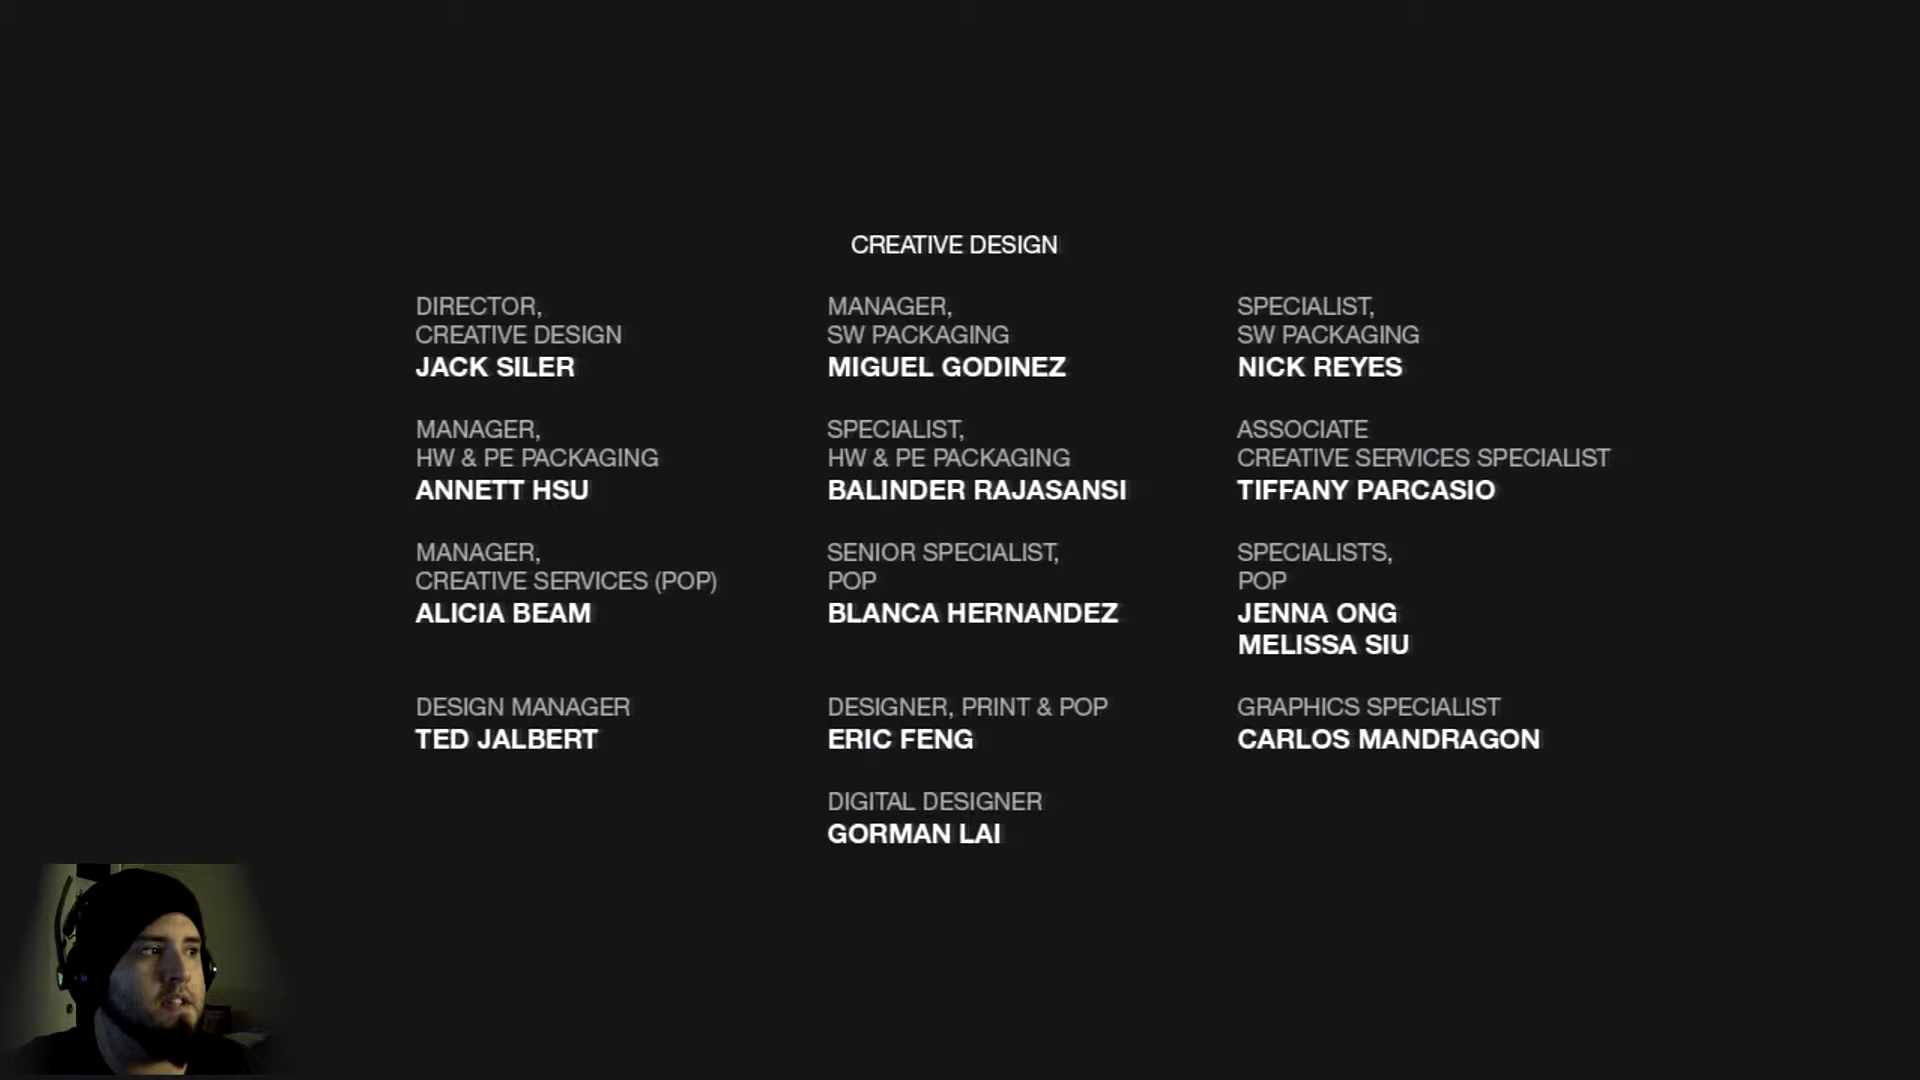 CREATIVE DESIGN
DIRECTOR,
CREATIVE DESIGN
JACK SILER
MANAGER,
SW PACKAGING
MIGUEL GODINEZ
SPECIALIST,
SW PACKAGING
NICK REYES
MANAGER,
HW & PE PACKAGING
ANNETT HSU
SPECIALIST,
HW & PE PACKAGING
BALINDER RAJASANSI
ASSOCIATE
CREATIVE SERVICES SPECIALIST
TIFFANY PARCASIO
MANAGER,
CREATIVE SERVICES (POP)
ALICIA BEAM
SENIOR SPECIALIST,
POP
BLANCA HERNANDEZ
SPECIALISTS,
POP
JENNA ONG
MELISSA SIU
DESIGN MANAGER
TED JALBERT
DESIGNER, PRINT & POP
ERIC FENG
GRAPHICS SPECIALIST
CARLOS MANDRAGON
DIGITAL DESIGNER
GORMAN LAI